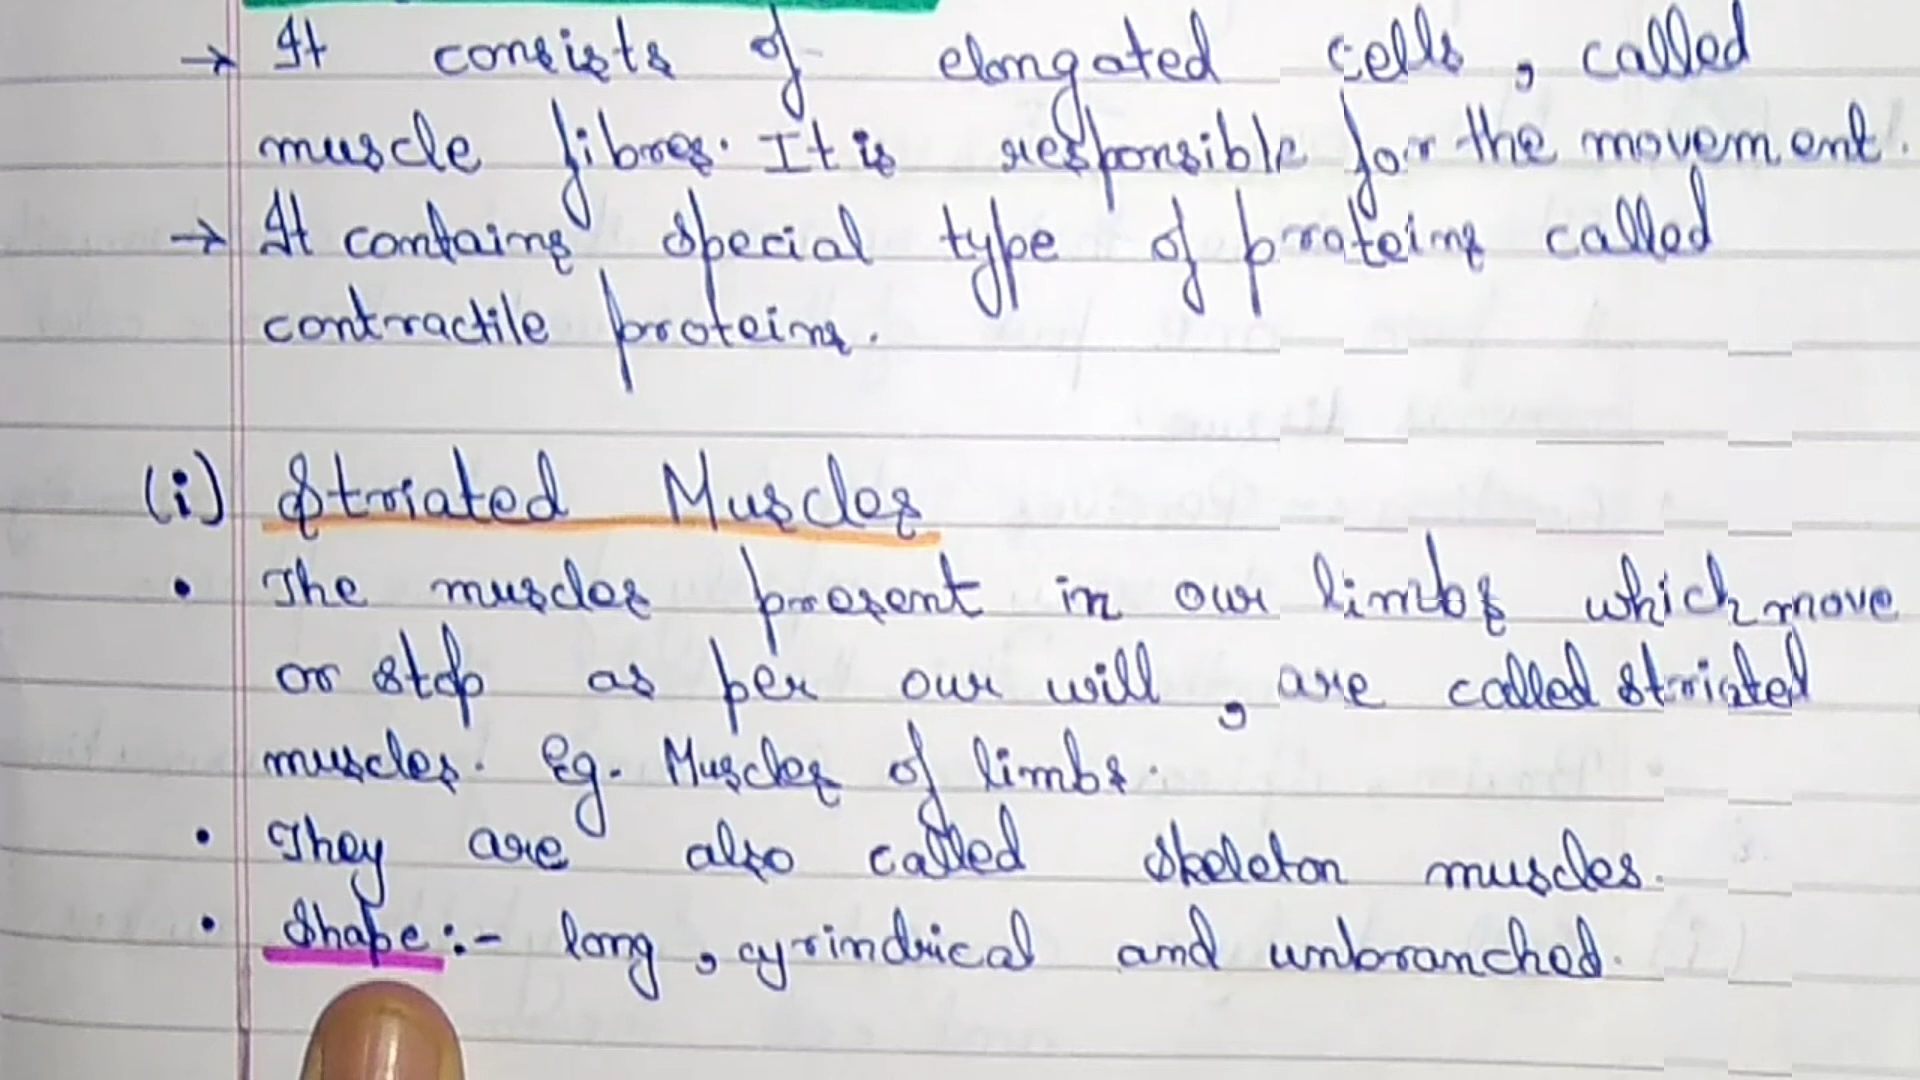 → It consists of elongated cells, called
muscle fibres. It is responsible for the movement.
→ It contains special type of proteins called
contractile proteins.
(i) Striated Muscles
• The muscles present in our limbs which move
or stop as per our will, are called striated
muscles. Eg. Muscles of limbs.
• They are also called skeleton muscles.
• Shape :- long, cyrindrical and unbranched.